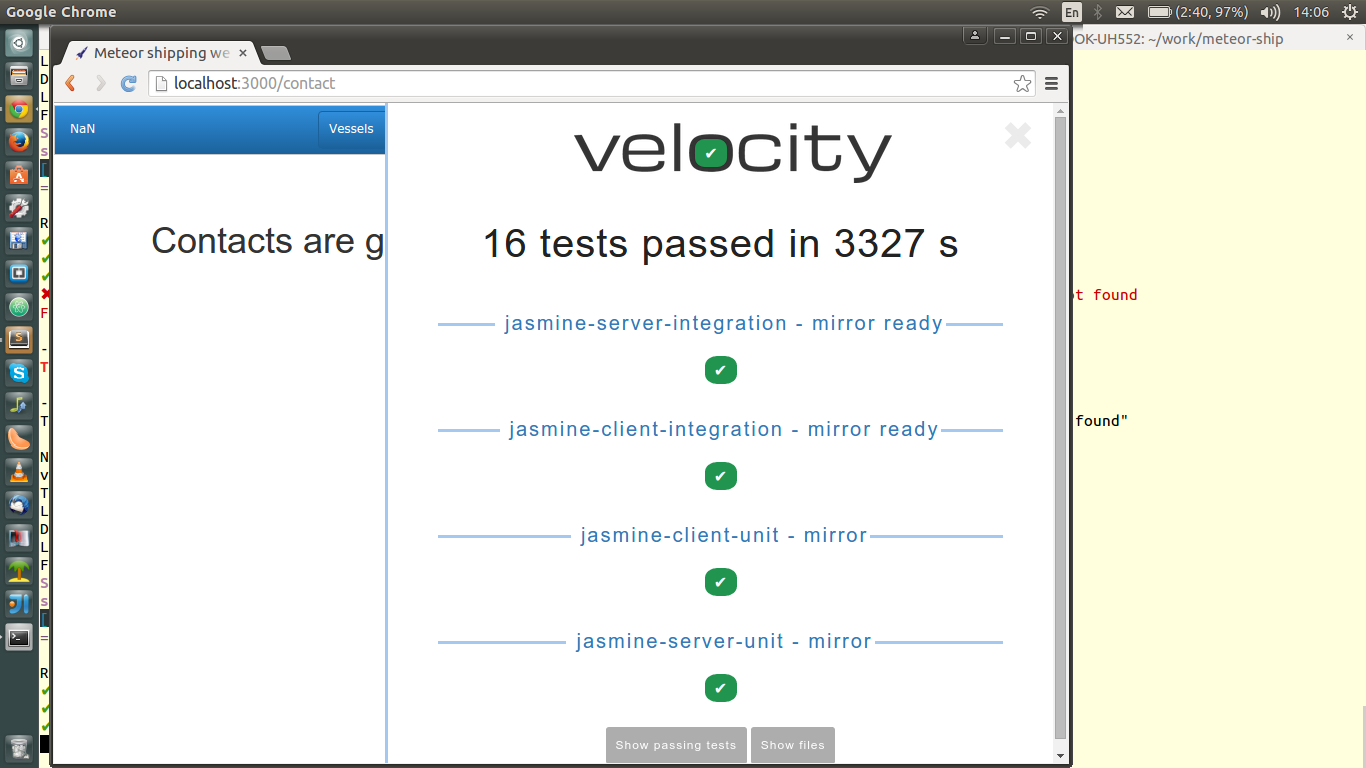 Google Chrome
En
(2:40, 97%)
14:06
Meteor shipping we
OK-UH552: ~/work/meteor-ship
localhost:3000/contact
NaN
Vessels
velocity
Contacts are g
16 tests passed in 3327 s
t found
jasmine-server-integration - mirror ready
jasmine-client-integration - mirror ready
found"
jasmine-client-unit - mirror
jasmine-server-unit - mirror
Show passing tests
Show files